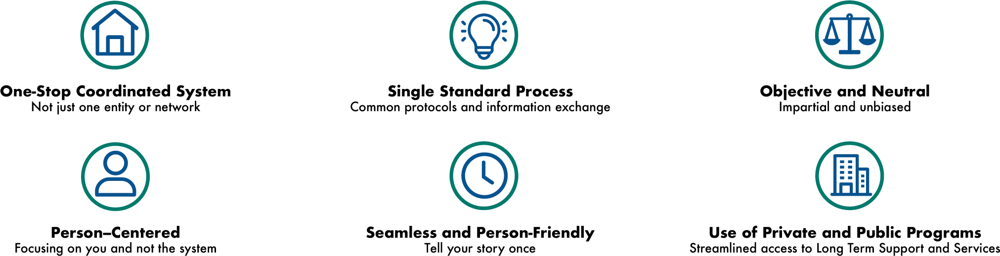 One-Stop Coordinated System
Not just one entity or network
Single Standard Process
Common protocols and information exchange
Objective and Neutral
Impartial and unbiased
Person–Centered
Focusing on you and not the system
Seamless and Person-Friendly
Tell your story once
Use of Private and Public Programs
Streamlined access to Long Term Support and Services